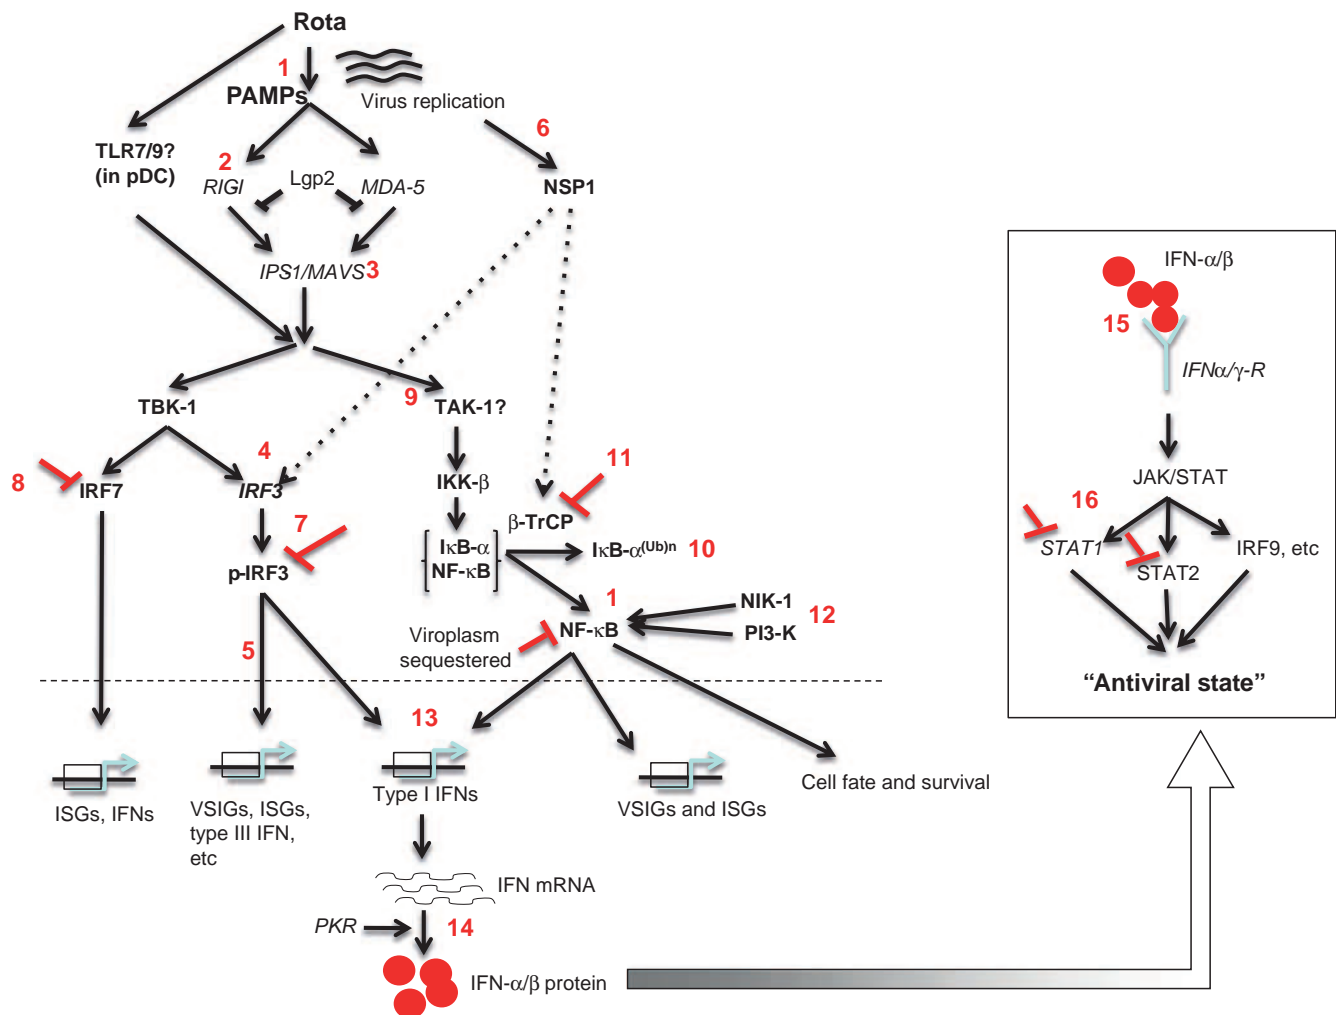 Rota
1
PAMPs
Virus replication
6
TLR7/9?
(in pDC)
2
RIGI
Lgp2
MDA-5
NSP1
IPS1/MAVS
3
TBK-1
9
TAK-1?
4
8
IRF7
IRF3
IKK-β
11
7
β-TrCP
p-IRF3
IκB-α
NF-κB
IκB-α(Ub)n
10
1
NF-κB
NIK-1
PI3-K
12
Viroplasm
sequestered
5
13
ISGs, IFNs
VSIGs, ISGs,
type III IFN,
etc
Type I IFNs
VSIGs and ISGs
Cell fate and survival
IFN mRNA
PKR
14
IFN-α/β protein
IFN-α/β
15
IFNα/γ-R
JAK/STAT
16
STAT1
STAT2
IRF9, etc
“Antiviral state”